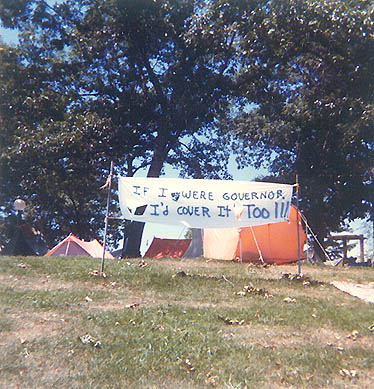 IF I WERE GOVERNOR,
I'D COVER IT TOO!!!